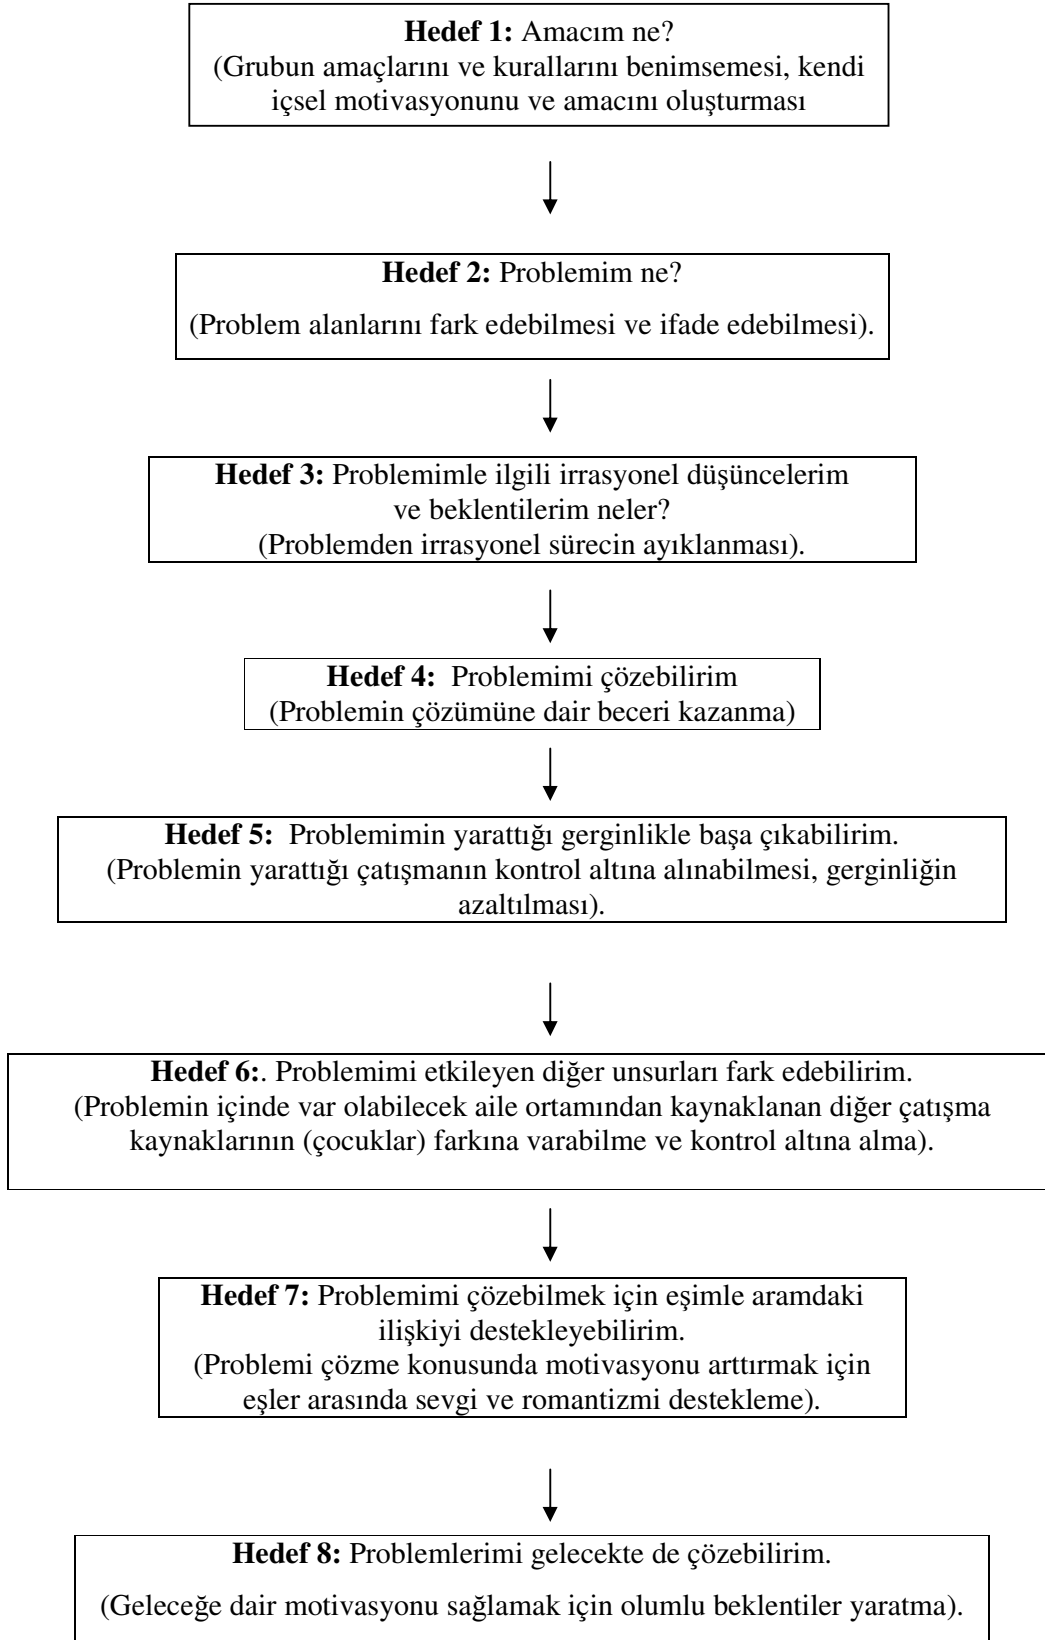 Hedef 1: Amacım ne?
(Grubun amaçlarını ve kurallarını benimsemesi, kendi
içsel motivasyonunu ve amacını oluşturması
Hedef 2: Problemim ne?
(Problem alanlarını fark edebilmesi ve ifade edebilmesi).
Hedef 3: Problemimle ilgili irrasyonel düşüncelerim
ve beklentilerim neler?
(Problemden irrasyonel sürecin ayıklanması).
Hedef 4: Problemimi çözebilirim
(Problemin çözümüne dair beceri kazanma)
Hedef 5: Problemimin yarattığı gerginlikle başa çıkabilirim.
(Problemin yarattığı çatışmanın kontrol altına alınabilmesi, gerginliğin
azaltılması).
Hedef 6:. Problemimi etkileyen diğer unsurları fark edebilirim.
(Problemin içinde var olabilecek aile ortamından kaynaklanan diğer çatışma
kaynaklarının (çocuklar) farkına varabilme ve kontrol altına alma).
Hedef 7: Problemimi çözebilmek için eşimle aramdaki
ilişkiyi destekleyebilirim.
(Problemi çözme konusunda motivasyonu arttırmak için
eşler arasında sevgi ve romantizmi destekleme).
Hedef 8: Problemlerimi gelecekte de çözebilirim.
(Geleceğe dair motivasyonu sağlamak için olumlu beklentiler yaratma).